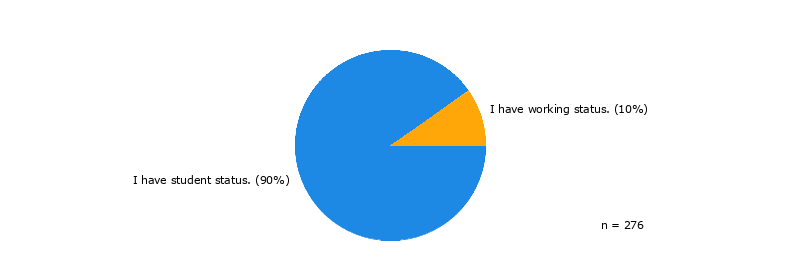 I have working status. (10%)
I have student status. (90%)
n = 276